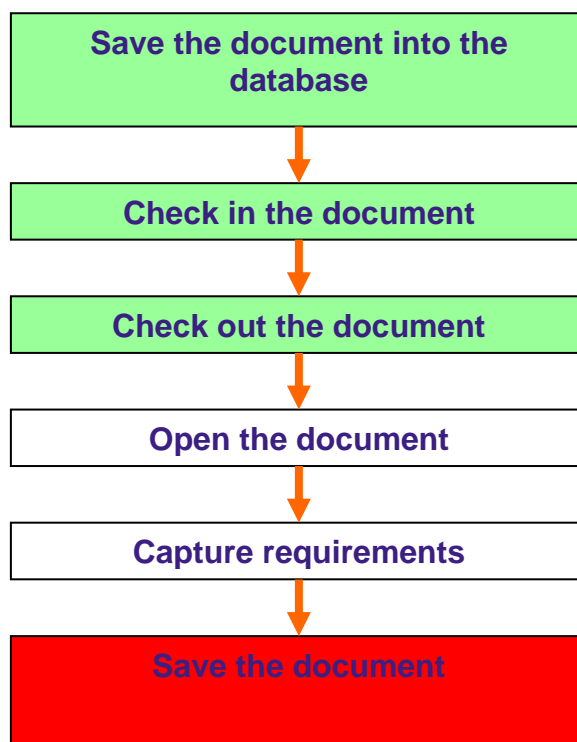 Save the document into the
database
Check in the document
Check out the document
Open the document
Capture requirements
Save the document